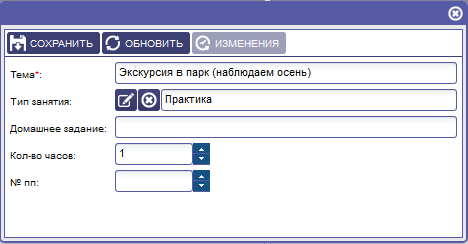 СОХРАНИТЬ ОБНОВИТЬ ИЗМЕНЕНИЯ
Тема*: Экскурсия в парк (наблюдаем осень)
Тип занятия: Практика
Домашнее задание:
Кол-во часов: 1
№ пп: